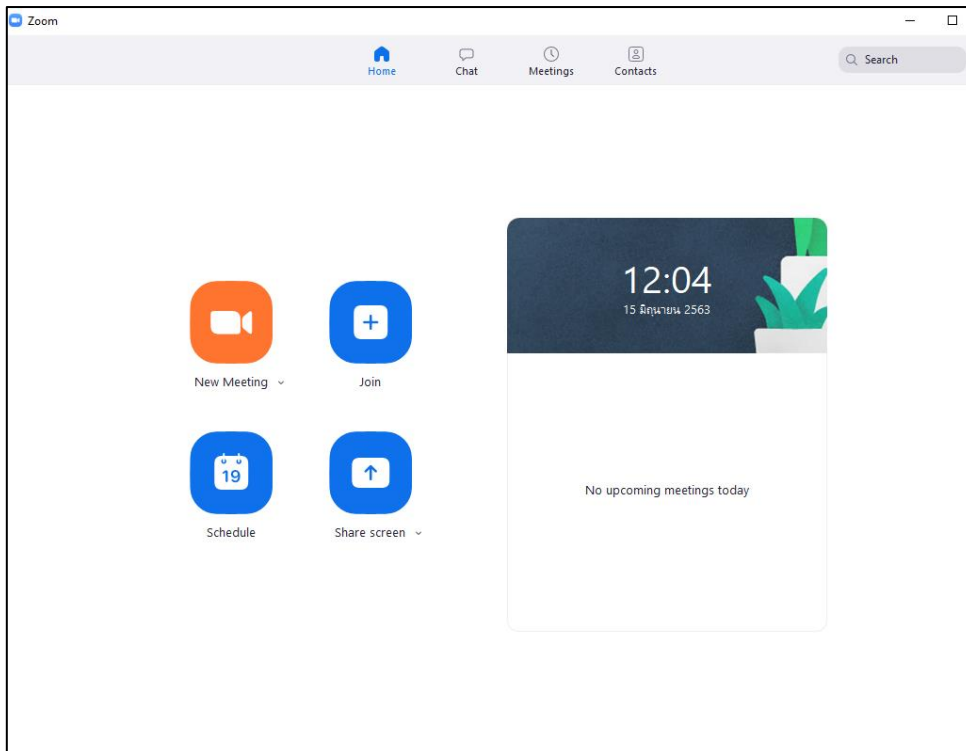 Zoom
Home
Chat
Meetings
Contacts
Search
New Meeting
Join
19
Schedule
Share screen
12:04
15 มิถุนายน 2563
No upcoming meetings today